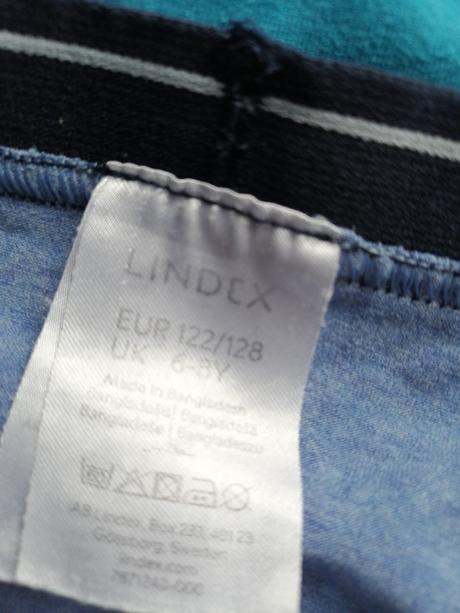 LINDEX
EUR 122/128
UK 6-8Y
Made in Bangladesh
AB Lindex, Box 233, 401 23
Göteborg, Sweden
lindex.com